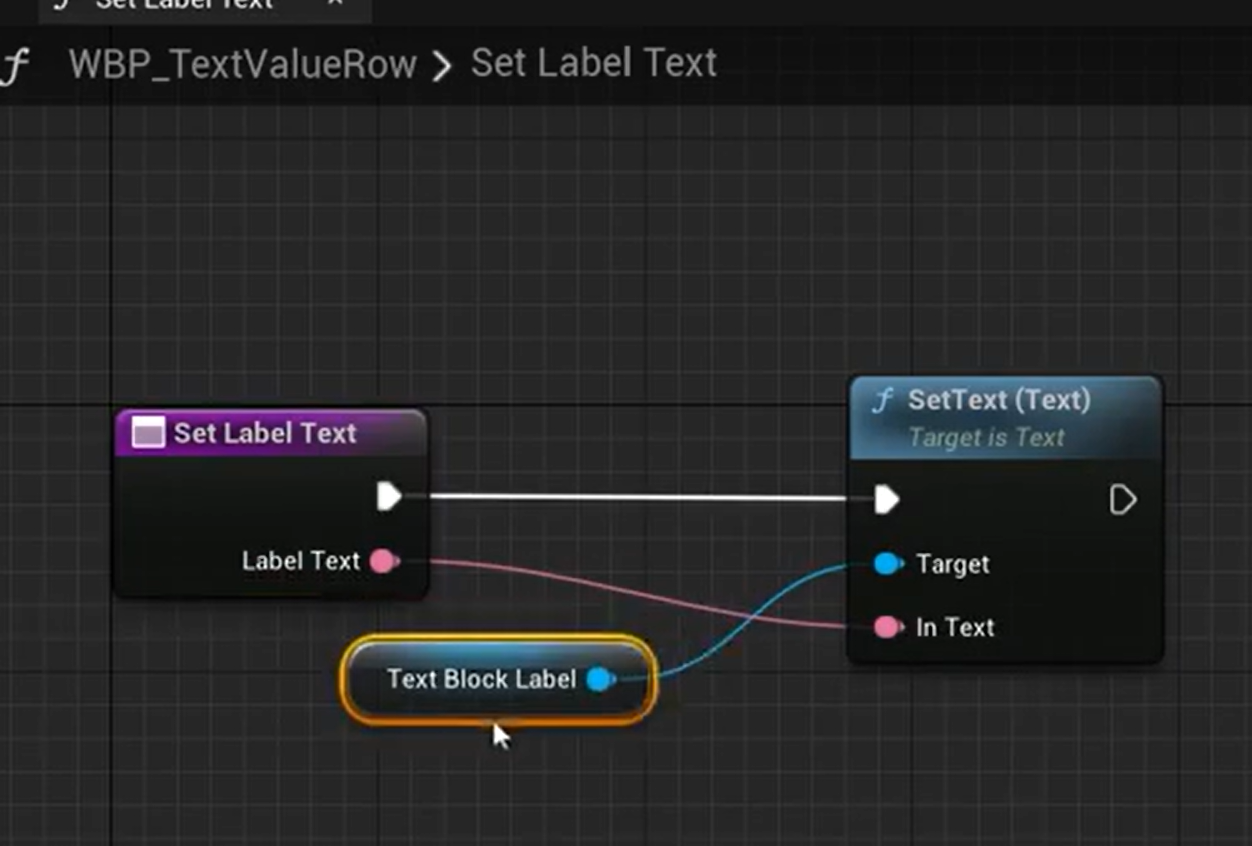 Set Label Text
WBP_TextValueRow > Set Label Text
Set Label Text
Label Text
Text Block Label
SetText (Text)
Target is Text
Target
In Text